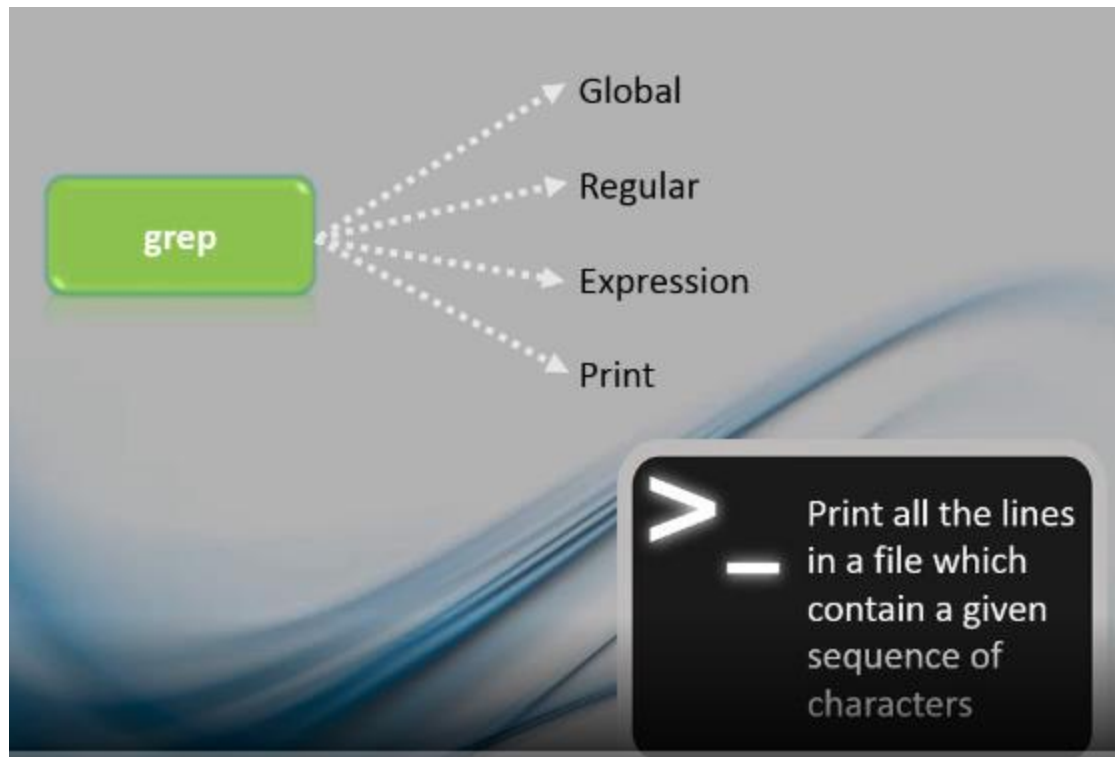 grep
Global
Regular
Expression
Print
>_
Print all the lines
in a file which
contain a given
sequence of
characters